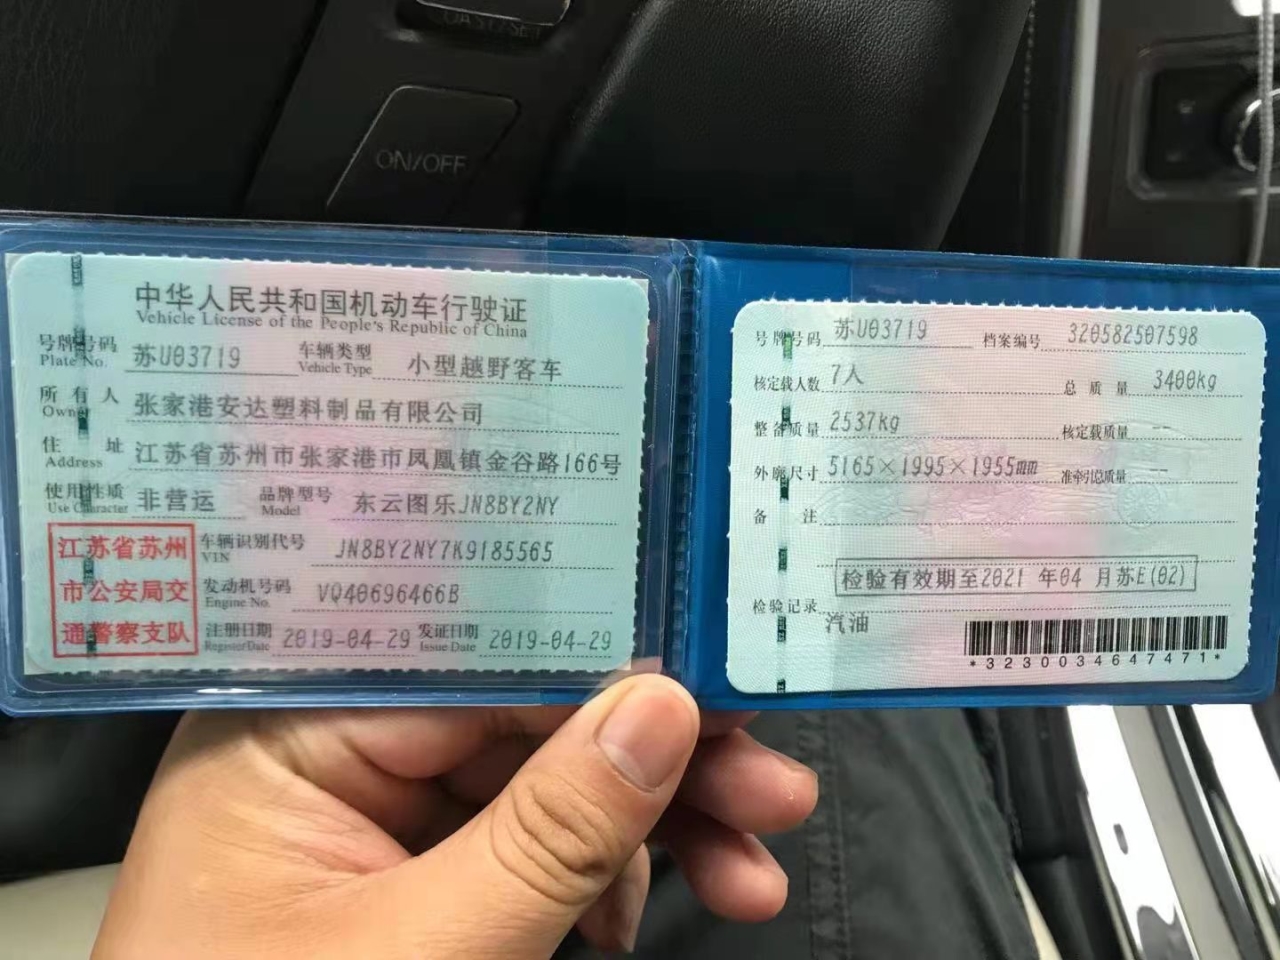 ON/OFF
中华人民共和国机动车行驶证
Vehicle License of the People's Republic of China
号牌号码 苏U03719 车辆类型 小型越野客车
Plate No. Vehicle Type
所有人 张家港安达塑料制品有限公司
Owner
住址 江苏省苏州市张家港市凤凰镇金谷路166号
Address
使用性质 非营运 品牌型号 东云图乐JN8BY2NY
Use Character Model
江苏省苏州
市公安局交
通警察支队
车辆识别代号 JN8BY2NY7K9185565
VIN
发动机号码 VQ40696466B
Engine No.
注册日期 2019-04-29 发证日期 2019-04-29
Register Date Issue Date
号牌号码 苏U03719 档案编号 320582507598
核定载人数 7人 总质量 3400kg
整备质量 2537kg 核定载质量 --
外廓尺寸 5165×1995×1955mm 准牵引总质量 --
备注
检验有效期至2021 年04 月苏E(02)
检验记录
汽油
*3230034647471*